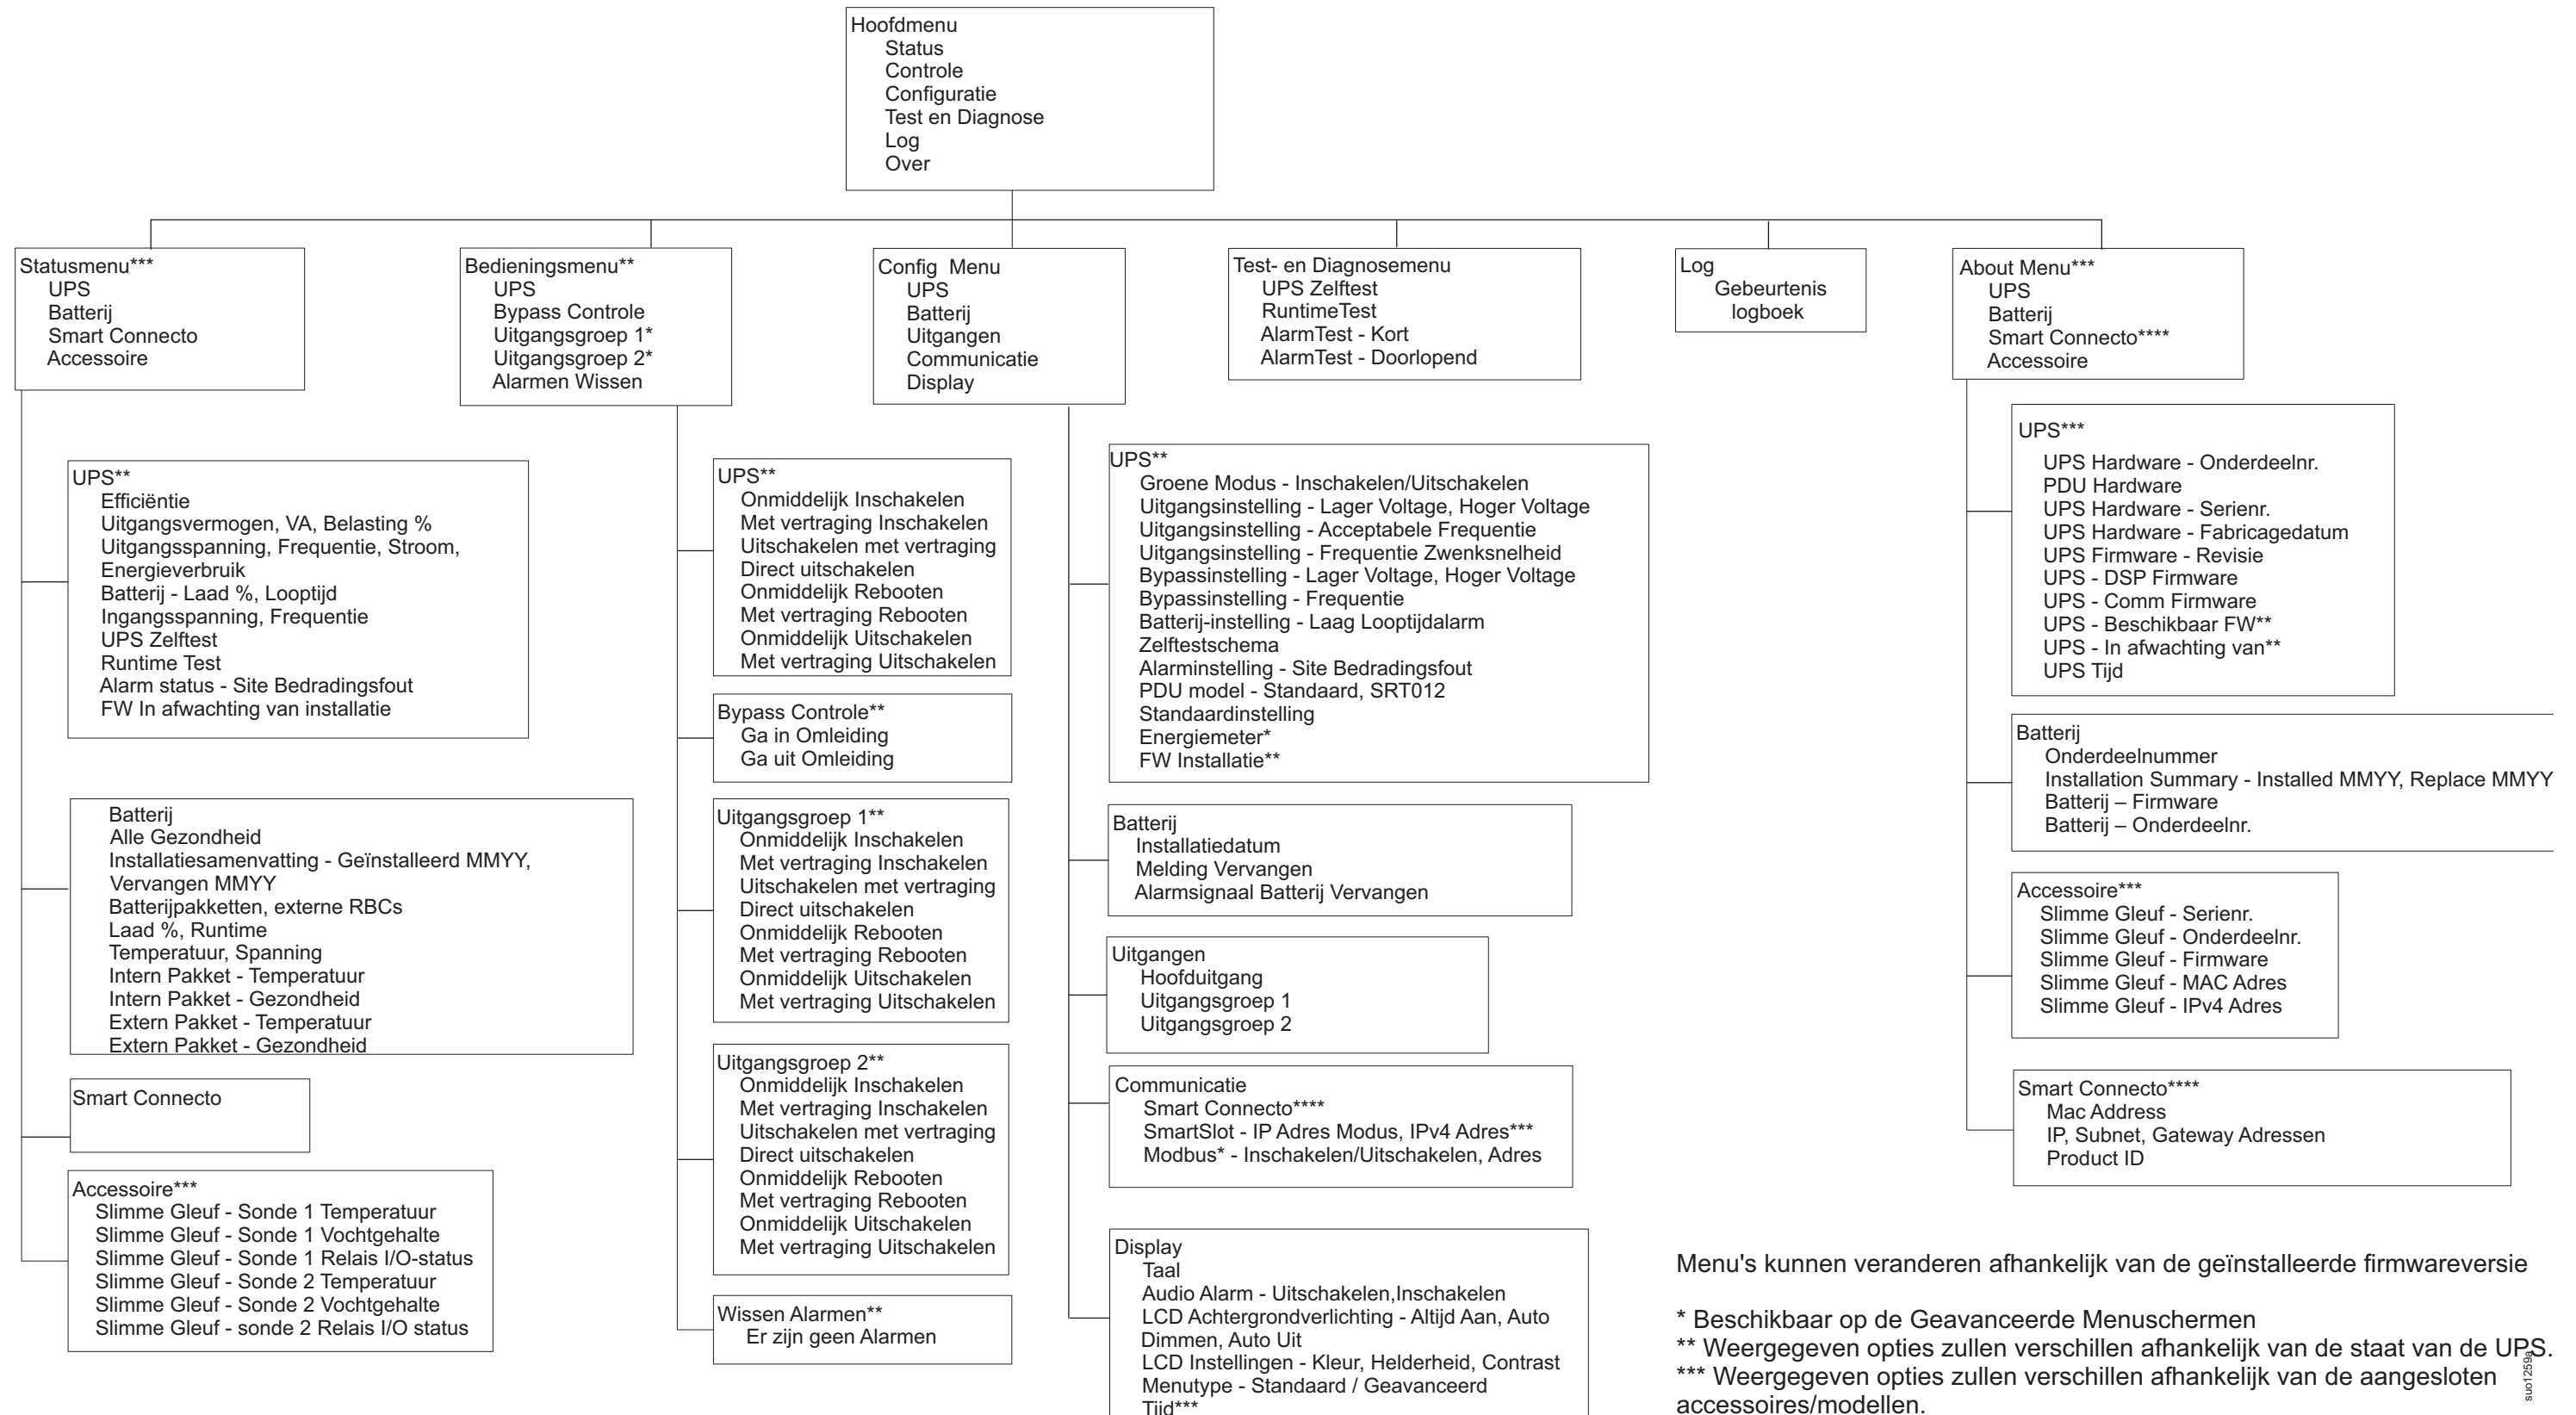 Hoofdmenu
Status
Controle
Configuratie
Test en Diagnose
Log
Over
Statusmenu***
UPS
Batterij
Smart Connecto
Accessoire
UPS**
Efficiëntie
Uitgangsvermogen, VA, Belasting %
Uitgangsspanning, Frequentie, Stroom,
Energieverbruik
Batterij - Laad %, Looptijd
Ingangsspanning, Frequentie
UPS Zelftest
Runtime Test
Alarm status - Site Bedradingsfout
FW In afwachting van installatie
Batterij
Alle Gezondheid
Installatiesamenvatting - Geïnstalleerd MMYY,
Vervangen MMYY
Batterijpakketten, externe RBCs
Laad %, Runtime
Temperatuur, Spanning
Intern Pakket - Temperatuur
Intern Pakket - Gezondheid
Extern Pakket - Temperatuur
Extern Pakket - Gezondheid
Smart Connecto
Accessoire***
Slimme Gleuf - Sonde 1 Temperatuur
Slimme Gleuf - Sonde 1 Vochtgehalte
Slimme Gleuf - Sonde 1 Relais I/O-status
Slimme Gleuf - Sonde 2 Temperatuur
Slimme Gleuf - Sonde 2 Vochtgehalte
Slimme Gleuf - sonde 2 Relais I/O status
Bedieningsmenu**
UPS
Bypass Controle
Uitgangsgroep 1*
Uitgangsgroep 2*
Alarmen Wissen
UPS**
Onmiddelijk Inschakelen
Met vertraging Inschakelen
Uitschakelen met vertraging
Direct uitschakelen
Onmiddelijk Rebooten
Met vertraging Rebooten
Onmiddelijk Uitschakelen
Met vertraging Uitschakelen
Bypass Controle**
Ga in Omleiding
Ga uit Omleiding
Uitgangsgroep 1**
Onmiddelijk Inschakelen
Met vertraging Inschakelen
Uitschakelen met vertraging
Direct uitschakelen
Onmiddelijk Rebooten
Met vertraging Rebooten
Onmiddelijk Uitschakelen
Met vertraging Uitschakelen
Uitgangsgroep 2**
Onmiddelijk Inschakelen
Met vertraging Inschakelen
Uitschakelen met vertraging
Direct uitschakelen
Onmiddelijk Rebooten
Met vertraging Rebooten
Onmiddelijk Uitschakelen
Met vertraging Uitschakelen
Wissen Alarmen**
Er zijn geen Alarmen
Config Menu
UPS
Batterij
Uitgangen
Communicatie
Display
UPS**
Groene Modus - Inschakelen/Uitschakelen
Uitgangsinstelling - Lager Voltage, Hoger Voltage
Uitgangsinstelling - Acceptabele Frequentie
Uitgangsinstelling - Frequentie Zwenksnelheid
Bypassinstelling - Lager Voltage, Hoger Voltage
Bypassinstelling - Frequentie
Batterij-instelling - Laag Looptijdalarm
Zelftestschema
Alarminstelling - Site Bedradingsfout
PDU model - Standaard, SRT012
Standaardinstelling
Energiemeter*
FW Installatie**
Batterij
Installatiedatum
Melding Vervangen
Alarmsignaal Batterij Vervangen
Uitgangen
Hoofduitgang
Uitgangsgroep 1
Uitgangsgroep 2
Communicatie
Smart Connecto****
SmartSlot - IP Adres Modus, IPv4 Adres***
Modbus* - Inschakelen/Uitschakelen, Adres
Display
Taal
Audio Alarm - Uitschakelen,Inschakelen
LCD Achtergrondverlichting - Altijd Aan, Auto
Dimmen, Auto Uit
LCD Instellingen - Kleur, Helderheid, Contrast
Menutype - Standaard / Geavanceerd
Tijd***
Test- en Diagnosemenu
UPS Zelftest
RuntimeTest
AlarmTest - Kort
AlarmTest - Doorlopend
Log
Gebeurtenis
logboek
About Menu***
UPS
Batterij
Smart Connecto****
Accessoire
UPS***
UPS Hardware - Onderdeelnr.
PDU Hardware
UPS Hardware - Serienr.
UPS Hardware - Fabricagedatum
UPS Firmware - Revisie
UPS - DSP Firmware
UPS - Comm Firmware
UPS - Beschikbaar FW**
UPS - In afwachting van**
UPS Tijd
Batterij
Onderdeelnummer
Installation Summary - Installed MMYY, Replace MMYY
Batterij – Firmware
Batterij – Onderdeelnr.
Accessoire***
Slimme Gleuf - Serienr.
Slimme Gleuf - Onderdeelnr.
Slimme Gleuf - Firmware
Slimme Gleuf - MAC Adres
Slimme Gleuf - IPv4 Adres
Smart Connecto****
Mac Address
IP, Subnet, Gateway Adressen
Product ID
Menu's kunnen veranderen afhankelijk van de geïnstalleerde firmwareversie
* Beschikbaar op de Geavanceerde Menuschermen
** Weergegeven opties zullen verschillen afhankelijk van de staat van de UPS.
*** Weergegeven opties zullen verschillen afhankelijk van de aangesloten
accessoires/modellen.
suo1259a